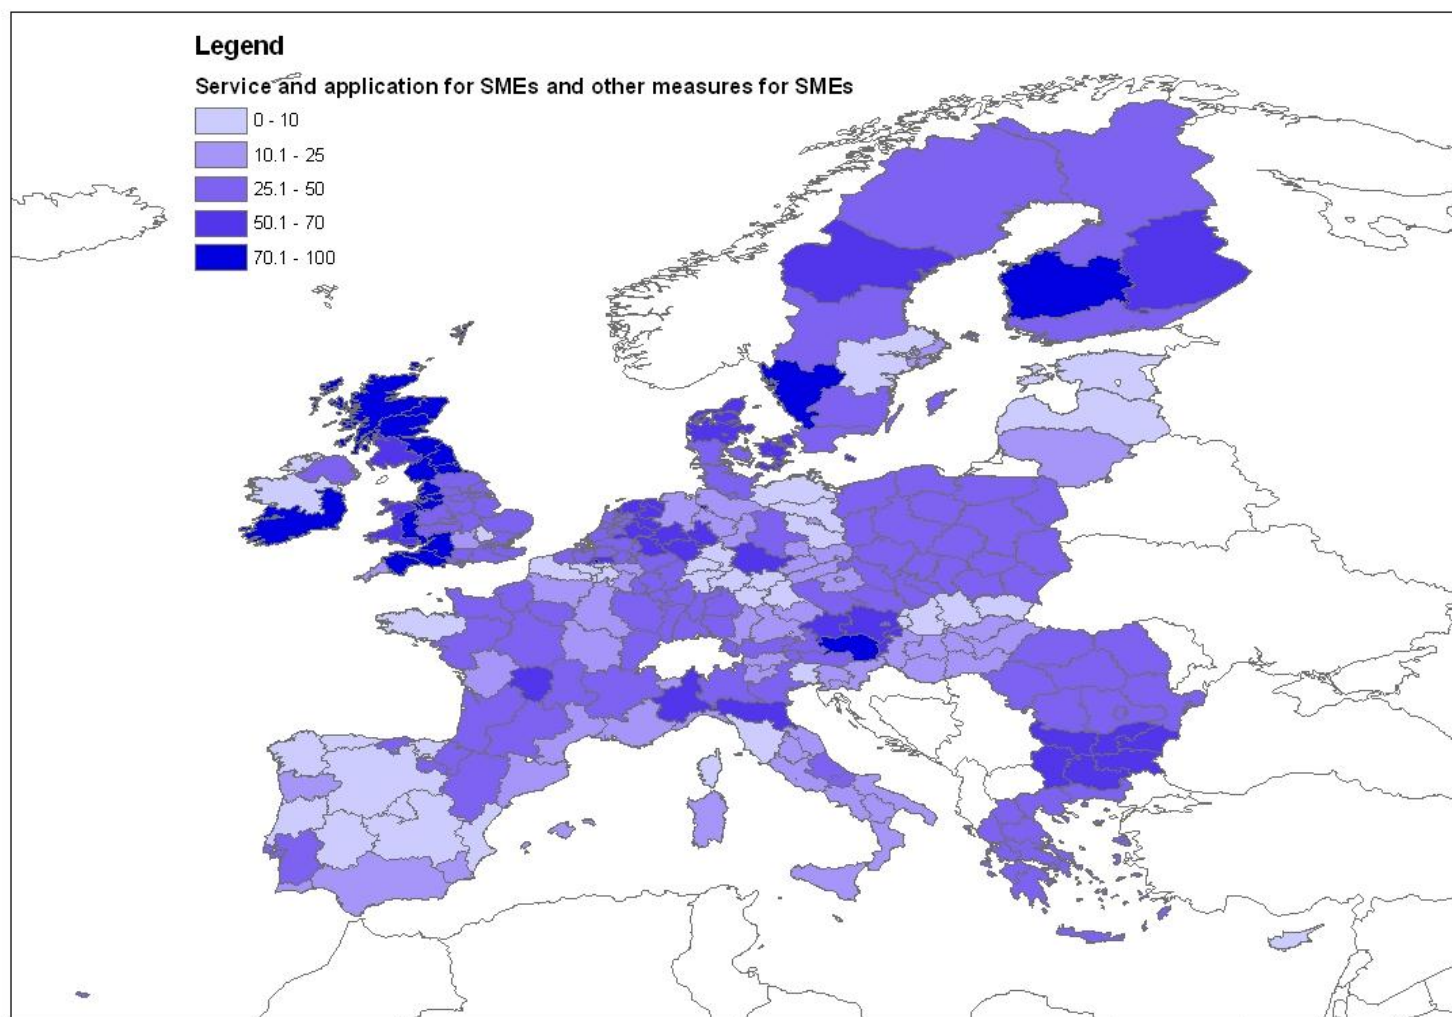 Legend
Service and application for SMEs and other measures for SMEs
0 - 10
10.1 - 25
25.1 - 50
50.1 - 70
70.1 - 100